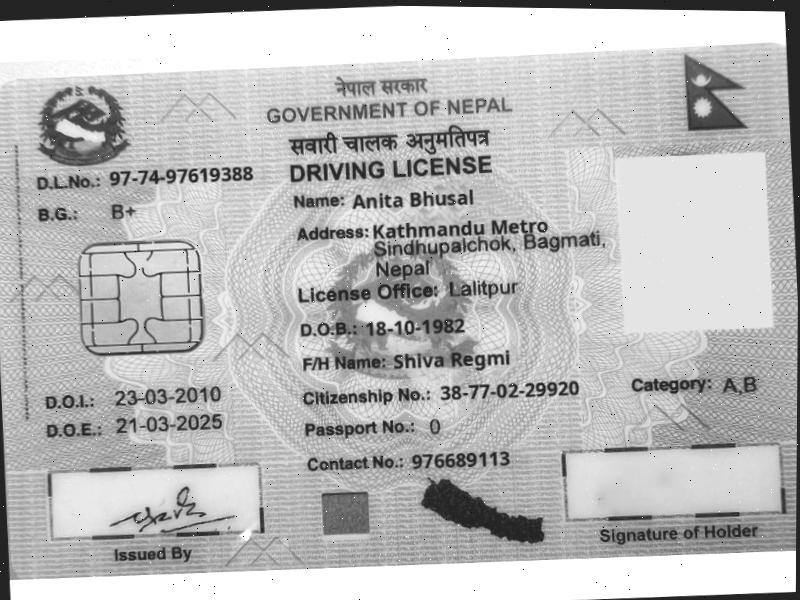 नेपाल सरकार
GOVERNMENT OF NEPAL
सवारी चालक अनुमतिपत्र
DRIVING LICENSE
D.L.No.: 97-74-97619388
B.G.: B+
Name: Anita Bhusal
Address: Kathmandu Metro
Sindhupalchok, Bagmati,
Nepal
License Office: Lalitpur
D.O.B.: 18-10-1982
F/H Name: Shiva Regmi
D.O.I.: 23-03-2010
Citizenship No.: 38-77-02-29920
Category: A,B
D.O.E.: 21-03-2025
Passport No.: 0
Contact No.: 976689113
Issued By
Signature of Holder